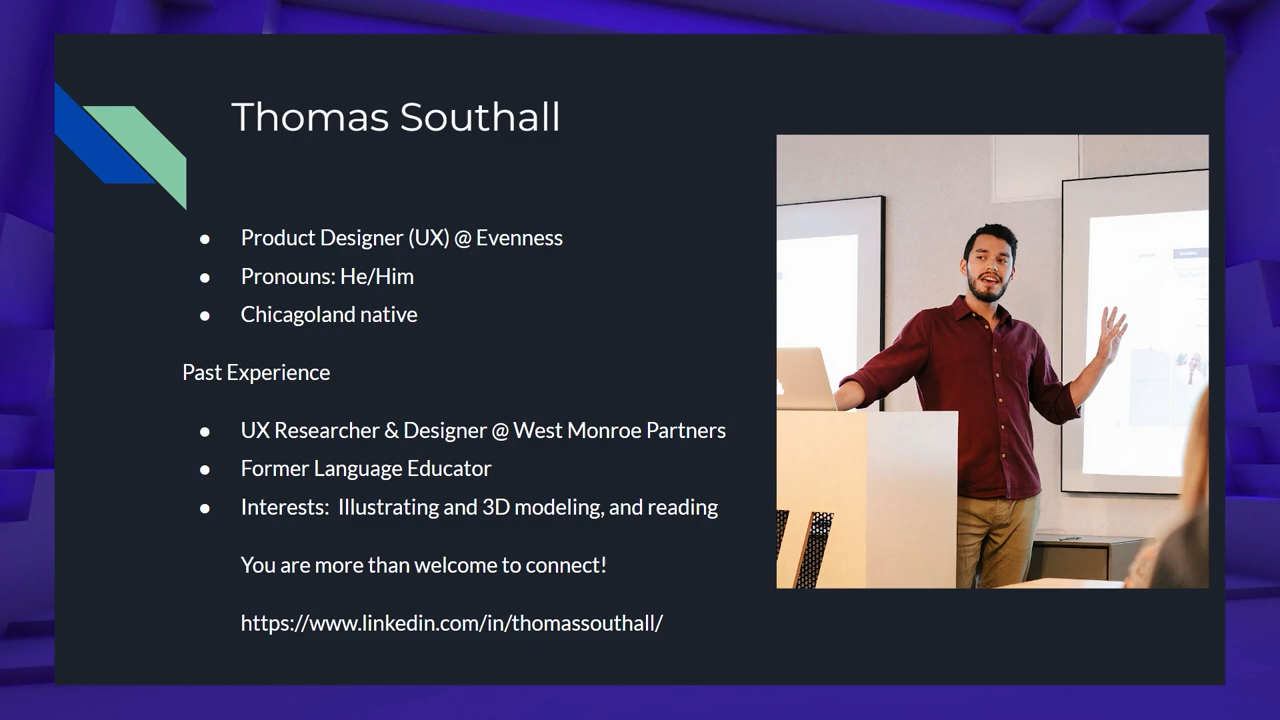 Thomas Southall
● Product Designer (UX) @ Evenness
● Pronouns: He/Him
● Chicagoland native
Past Experience
● UX Researcher & Designer @ West Monroe Partners
● Former Language Educator
● Interests: Illustrating and 3D modeling, and reading
You are more than welcome to connect!
https://www.linkedin.com/in/thomassouthall/